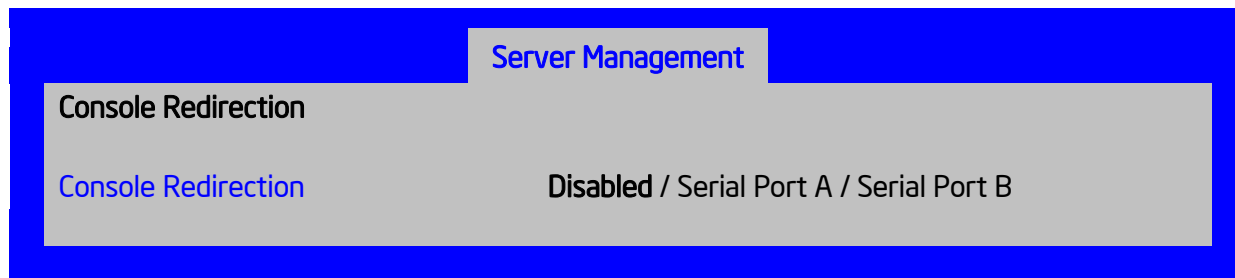 Server Management
Console Redirection
Console Redirection Disabled / Serial Port A / Serial Port B